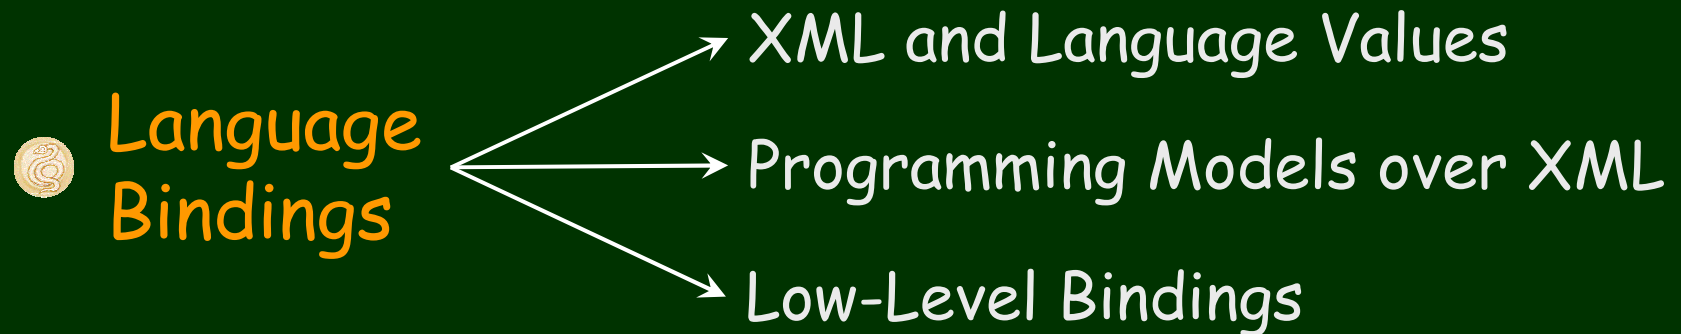 Language
Bindings
XML and Language Values
Programming Models over XML
Low-Level Bindings